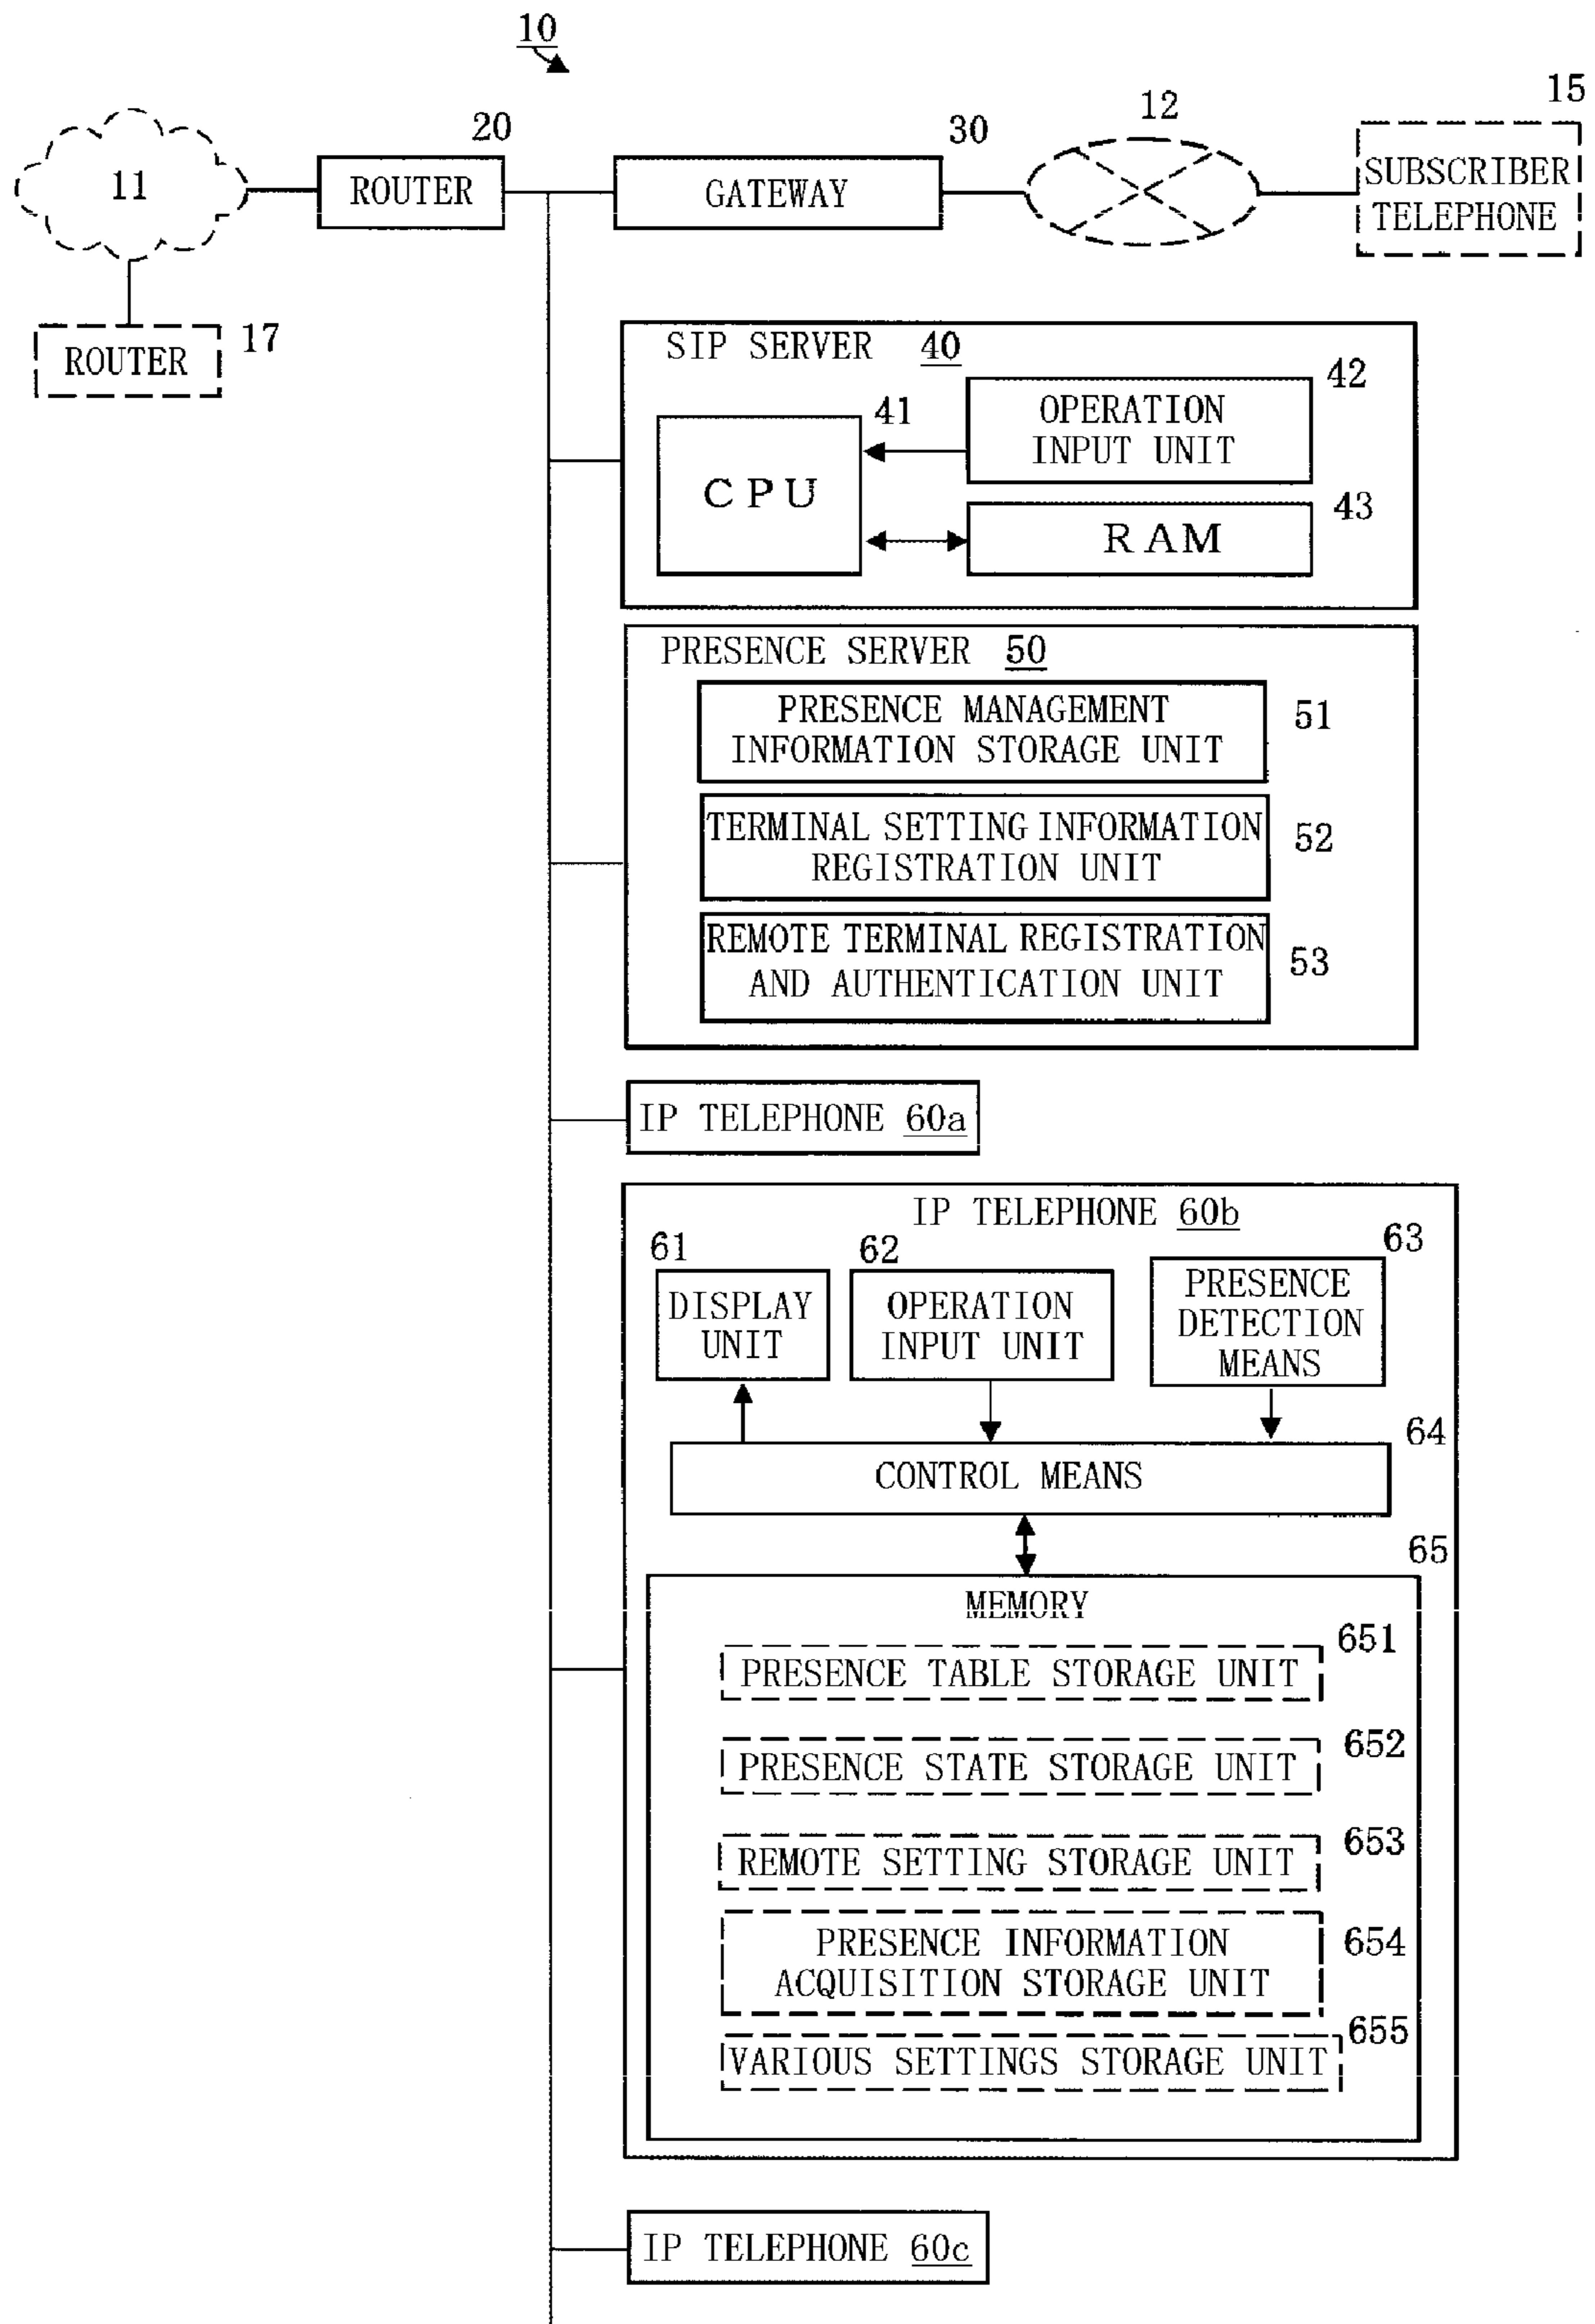 10
20
30
12
15
11
ROUTER
GATEWAY
SUBSCRIBER
TELEPHONE
17
ROUTER
SIP SERVER 40
42
41
OPERATION
INPUT UNIT
CPU
43
RAM
PRESENCE SERVER 50
PRESENCE MANAGEMENT
INFORMATION STORAGE UNIT
51
TERMINAL SETTING INFORMATION
REGISTRATION UNIT
52
REMOTE TERMINAL REGISTRATION
AND AUTHENTICATION UNIT
53
IP TELEPHONE 60a
IP TELEPHONE 60b
61
62
63
DISPLAY
UNIT
OPERATION
INPUT UNIT
PRESENCE
DETECTION
MEANS
64
CONTROL MEANS
65
MEMORY
651
PRESENCE TABLE STORAGE UNIT
652
PRESENCE STATE STORAGE UNIT
653
REMOTE SETTING STORAGE UNIT
654
PRESENCE INFORMATION
ACQUISITION STORAGE UNIT
655
VARIOUS SETTINGS STORAGE UNIT
IP TELEPHONE 60c